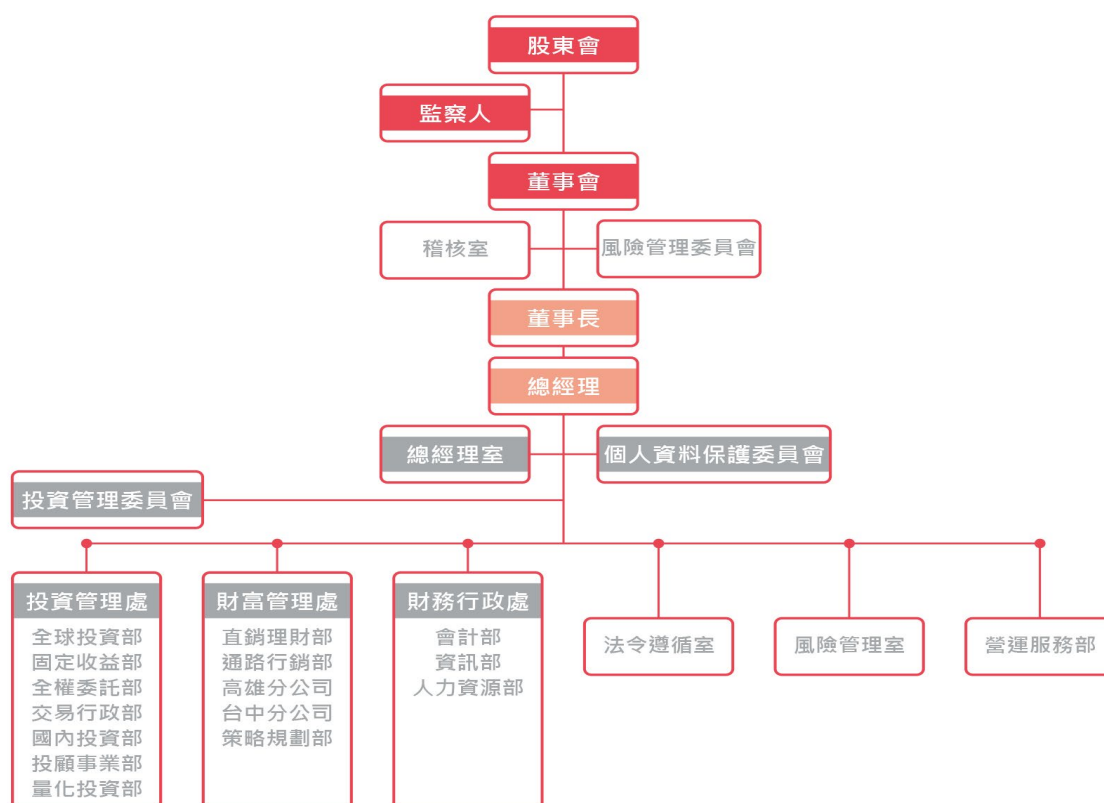 股東會
監察人
董事會
稽核室
風險管理委員會
董事長
總經理
總經理室
個人資料保護委員會
投資管理委員會
投資管理處
全球投資部
固定收益部
全權委託部
交易行政部
國內投資部
投顧事業部
量化投資部
財富管理處
直銷理財部
通路行銷部
高雄分公司
台中分公司
策略規劃部
財務行政處
會計部
資訊部
人力資源部
法令遵循室
風險管理室
營運服務部